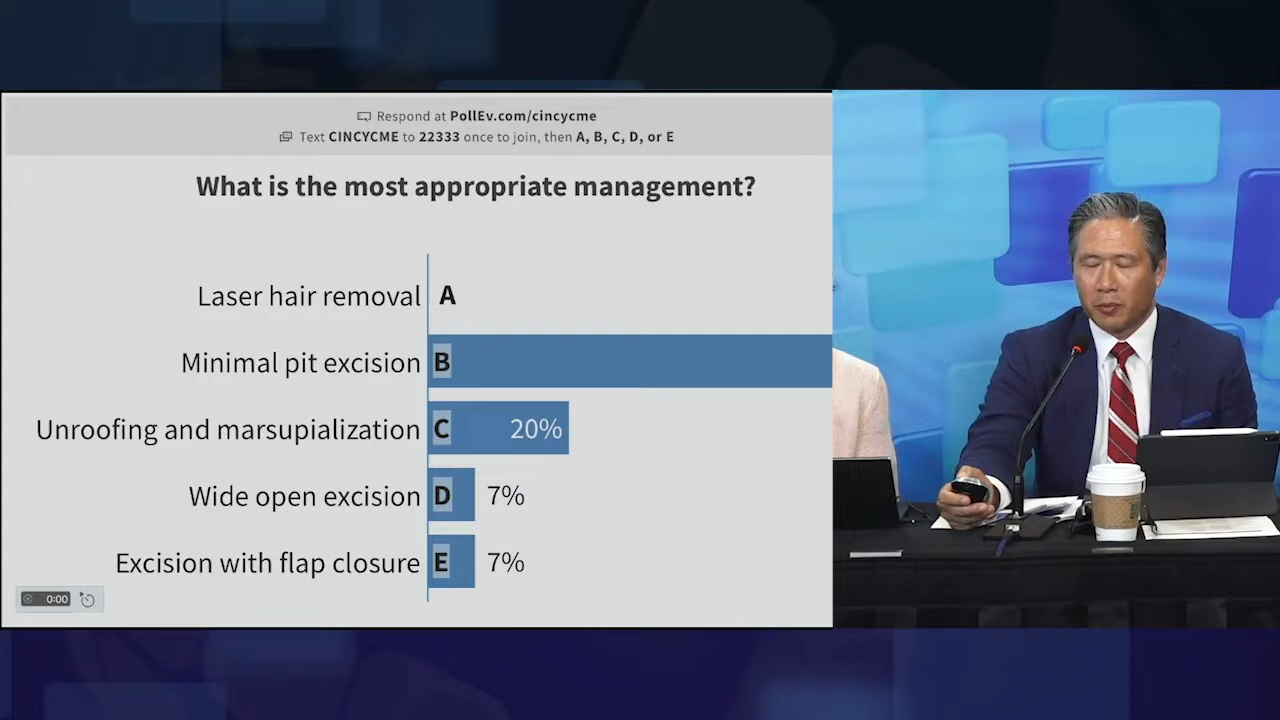 Respond at PollEv.com/cincycme
Text CINCYCME to 22333 once to join, then A, B, C, D, or E
What is the most appropriate management?
Laser hair removal A
Minimal pit excision B
Unroofing and marsupialization C 20%
Wide open excision D 7%
Excision with flap closure E 7%
0:00